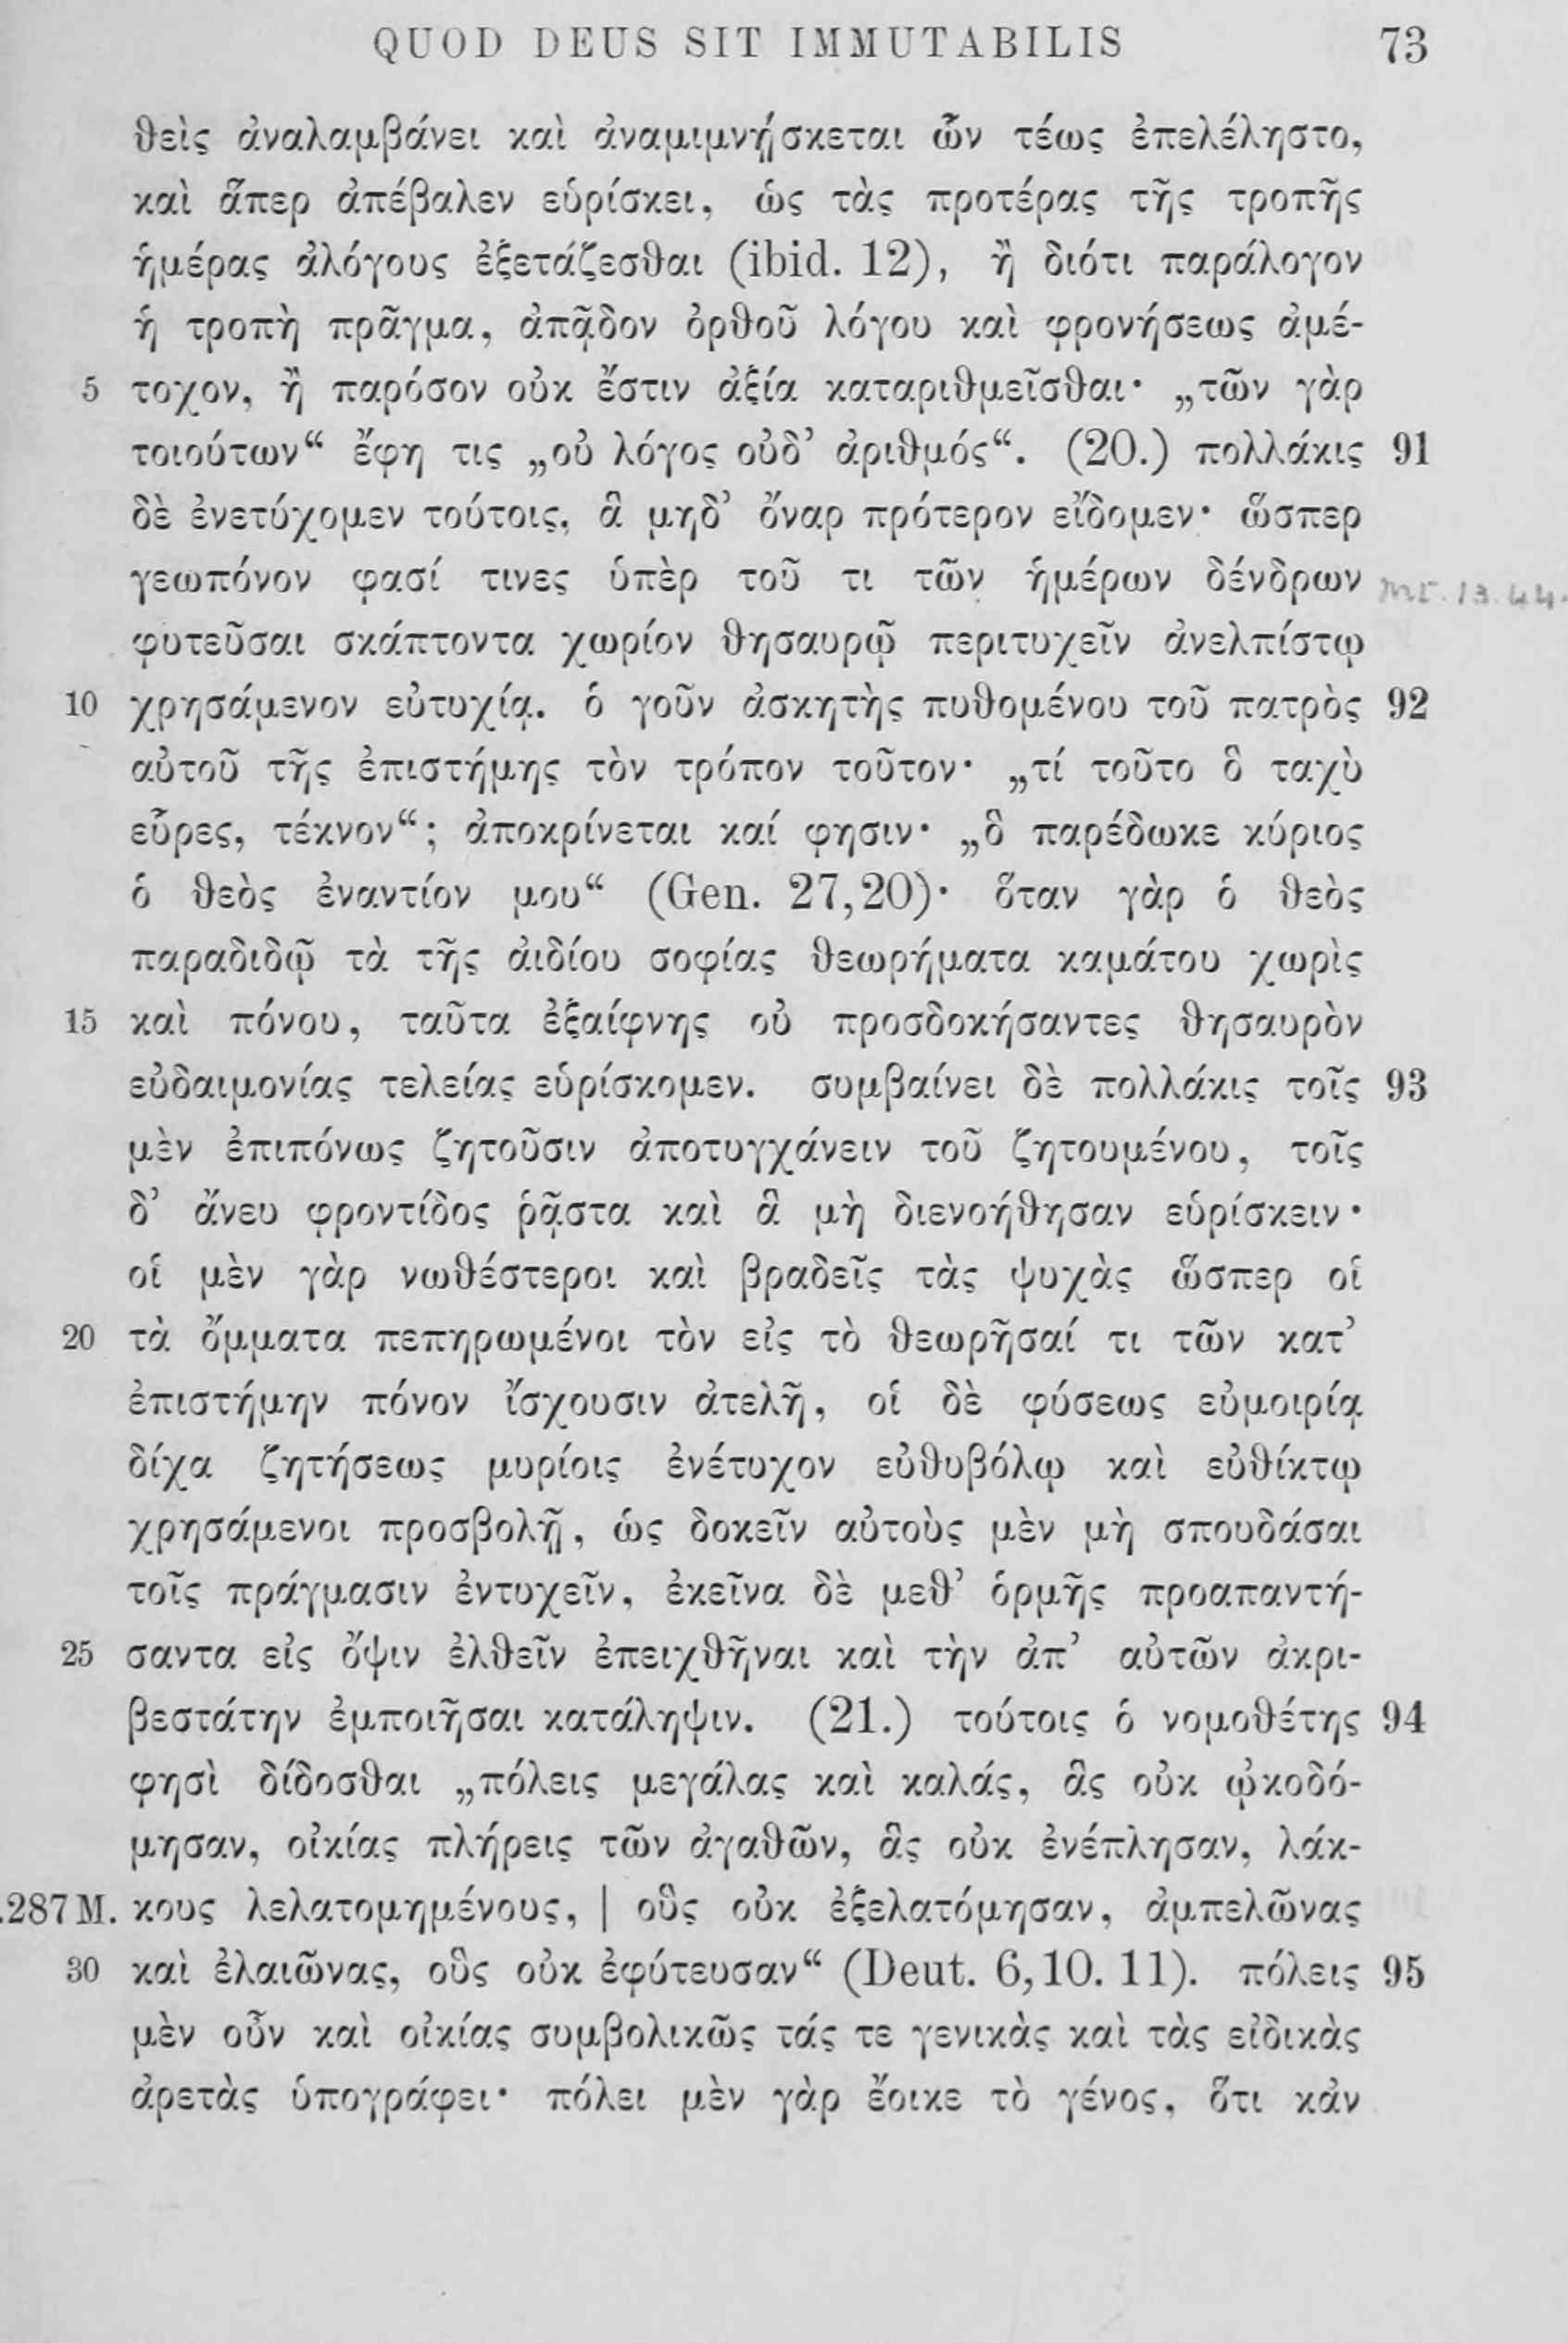 QUOD DEUS SIT IMMUTABILIS 73
θεὶς ἀναλαμβάνει καὶ ἀναμιμνῄσκεται ὧν τέως ἐπελέληστο,
καὶ ἅπερ ἀπέβαλεν εὑρίσκει, ὡς τὰς προτέρας τῆς τροπῆς
ἡμέρας ἀλόγους ἐξετάζεσθαι (ibid. 12), ἢ διότι παράλογον
ἡ τροπὴ πρᾶγμα, ἀπᾷδον ὀρθοῦ λόγου καὶ φρονήσεως ἀμέ-
5 τοχον, ἢ παρόσον οὐκ ἔστιν ἀξία καταριθμεῖσθαι· „τῶν γὰρ
τοιούτων“ ἔφη τις „οὐ λόγος οὐδ’ ἀριθμός“. (20.) πολλάκις 91
δὲ ἐνετύχομεν τούτοις, ἃ μηδ’ ὄναρ πρότερον εἴδομεν· ὥσπερ
γεωπόνον φασί τινες ὑπὲρ τοῦ τι τῶν ἡμέρων δένδρων Mt. 13. 44.
φυτεῦσαι σκάπτοντα χωρίον θησαυρῷ περιτυχεῖν ἀνελπίστῳ
10 χρησάμενον εὐτυχίᾳ. ὁ γοῦν ἀσκητὴς πυθομένου τοῦ πατρὸς 92
αὐτοῦ τῆς ἐπιστήμης τὸν τρόπον τοῦτον· „τί τοῦτο ὃ ταχὺ
εὗρες, τέκνον“; ἀποκρίνεται καί φησιν· „ὃ παρέδωκε κύριος
ὁ θεὸς ἐναντίον μου“ (Gen. 27,20)· ὅταν γὰρ ὁ θεὸς
παραδιδῷ τὰ τῆς ἀιδίου σοφίας θεωρήματα καμάτου χωρὶς
15 καὶ πόνου, ταῦτα ἐξαίφνης οὐ προσδοκήσαντες θησαυρὸν
εὐδαιμονίας τελείας εὑρίσκομεν. συμβαίνει δὲ πολλάκις τοῖς 93
μὲν ἐπιπόνως ζητοῦσιν ἀποτυγχάνειν τοῦ ζητουμένου, τοῖς
δ’ ἄνευ φροντίδος ῥᾷστα καὶ ἃ μὴ διενοήθησαν εὑρίσκειν·
οἱ μὲν γὰρ νωθέστεροι καὶ βραδεῖς τὰς ψυχὰς ὥσπερ οἱ
20 τὰ ὄμματα πεπηρωμένοι τὸν εἰς τὸ θεωρῆσαί τι τῶν κατ’
ἐπιστήμην πόνον ἴσχουσιν ἀτελῆ, οἱ δὲ φύσεως εὐμοιρίᾳ
δίχα ζητήσεως μυρίοις ἐνέτυχον εὐθυβόλῳ καὶ εὐθίκτῳ
χρησάμενοι προσβολῇ, ὡς δοκεῖν αὐτοὺς μὲν μὴ σπουδάσαι
τοῖς πράγμασιν ἐντυχεῖν, ἐκεῖνα δὲ μεθ’ ὁρμῆς προαπαντή-
25 σαντα εἰς ὄψιν ἐλθεῖν ἐπειχθῆναι καὶ τὴν ἀπ’ αὐτῶν ἀκρι-
βεστάτην ἐμποιῆσαι κατάληψιν. (21.) τούτοις ὁ νομοθέτης 94
φησὶ δίδοσθαι „πόλεις μεγάλας καὶ καλάς, ἃς οὐκ ᾠκοδό-
μησαν, οἰκίας πλήρεις τῶν ἀγαθῶν, ἃς οὐκ ἐνέπλησαν, λάκ-
.287 M. κους λελατομημένους, | οὓς οὐκ ἐξελατόμησαν, ἀμπελῶνας
30 καὶ ἐλαιῶνας, οὓς οὐκ ἐφύτευσαν“ (Deut. 6,10. 11). πόλεις 95
μὲν οὖν καὶ οἰκίας συμβολικῶς τάς τε γενικὰς καὶ τὰς εἰδικὰς
ἀρετὰς ὑπογράφει· πόλει μὲν γὰρ ἔοικε τὸ γένος, ὅτι κἀν